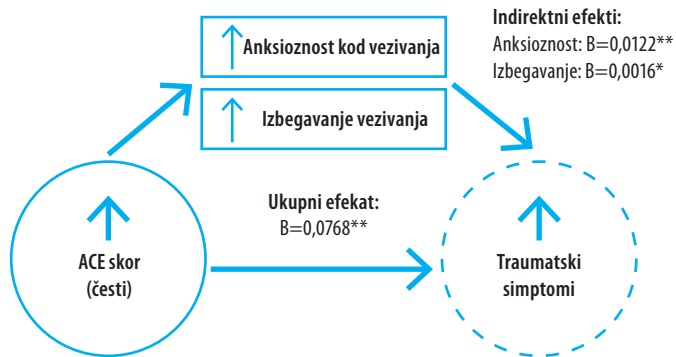 Indirektni efekti:
Anksioznost: B=0,0122**
Izbegavanje: B=0,0016*
Anksioznost kod vezivanja
Izbegavanje vezivanja
Ukupni efekat:
B=0,0768**
ACE skor
(česti)
Traumatski
simptomi